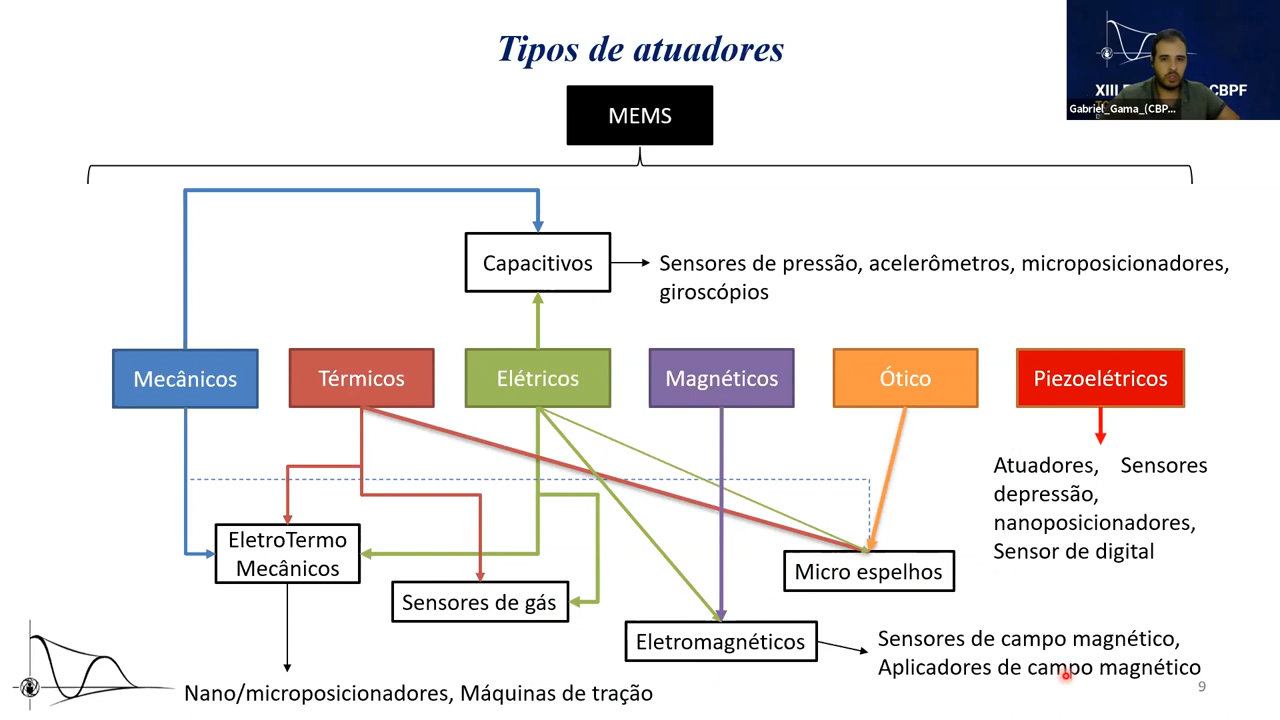 Tipos de atuadores
XIII
CBPF
Gabriel_Gama_(CBP...
MEMS
Capacitivos
Sensores de pressão, acelerômetros, microposicionadores,
giroscópios
Mecânicos
Térmicos
Elétricos
Magnéticos
Ótico
Piezoelétricos
Atuadores, Sensores
depressão,
nanoposicionadores,
Sensor de digital
EletroTermo
Mecânicos
Sensores de gás
Micro espelhos
Eletromagnéticos
Sensores de campo magnético,
Aplicadores de campo magnético
Nano/microposicionadores, Máquinas de tração
9